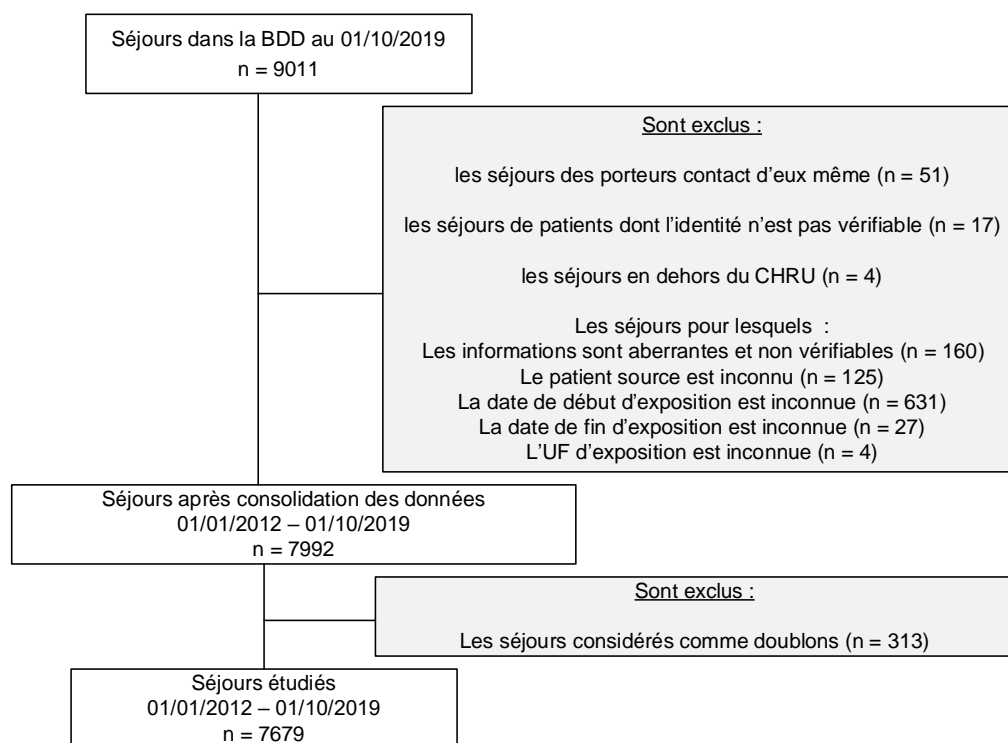 Séjours dans la BDD au 01/10/2019
n = 9011
Sont exclus :
les séjours des porteurs contact d'eux même (n = 51)
les séjours de patients dont l'identité n'est pas vérifiable (n = 17)
les séjours en dehors du CHRU (n = 4)
Les séjours pour lesquels :
Les informations sont aberrantes et non vérifiables (n = 160)
Le patient source est inconnu (n = 125)
La date de début d'exposition est inconnue (n = 631)
La date de fin d'exposition est inconnue (n = 27)
L'UF d'exposition est inconnue (n = 4)
Séjours après consolidation des données
01/01/2012 – 01/10/2019
n = 7992
Sont exclus :
Les séjours considérés comme doublons (n = 313)
Séjours étudiés
01/01/2012 – 01/10/2019
n = 7679